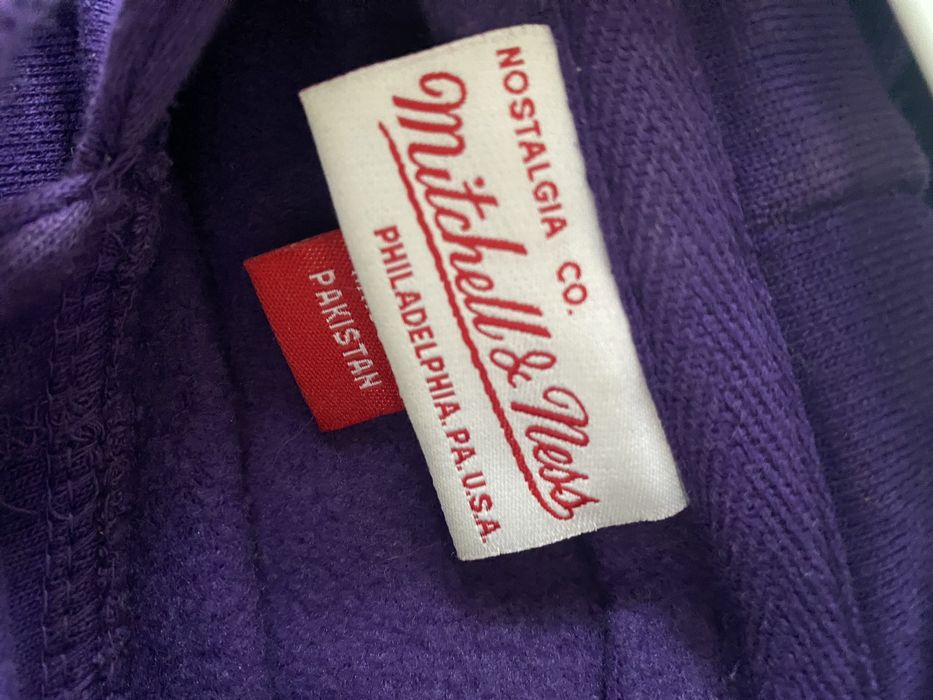 NOSTALGIA CO.
Mitchell & Ness
PHILADELPHIA. PA. U.S.A.
PAKISTAN